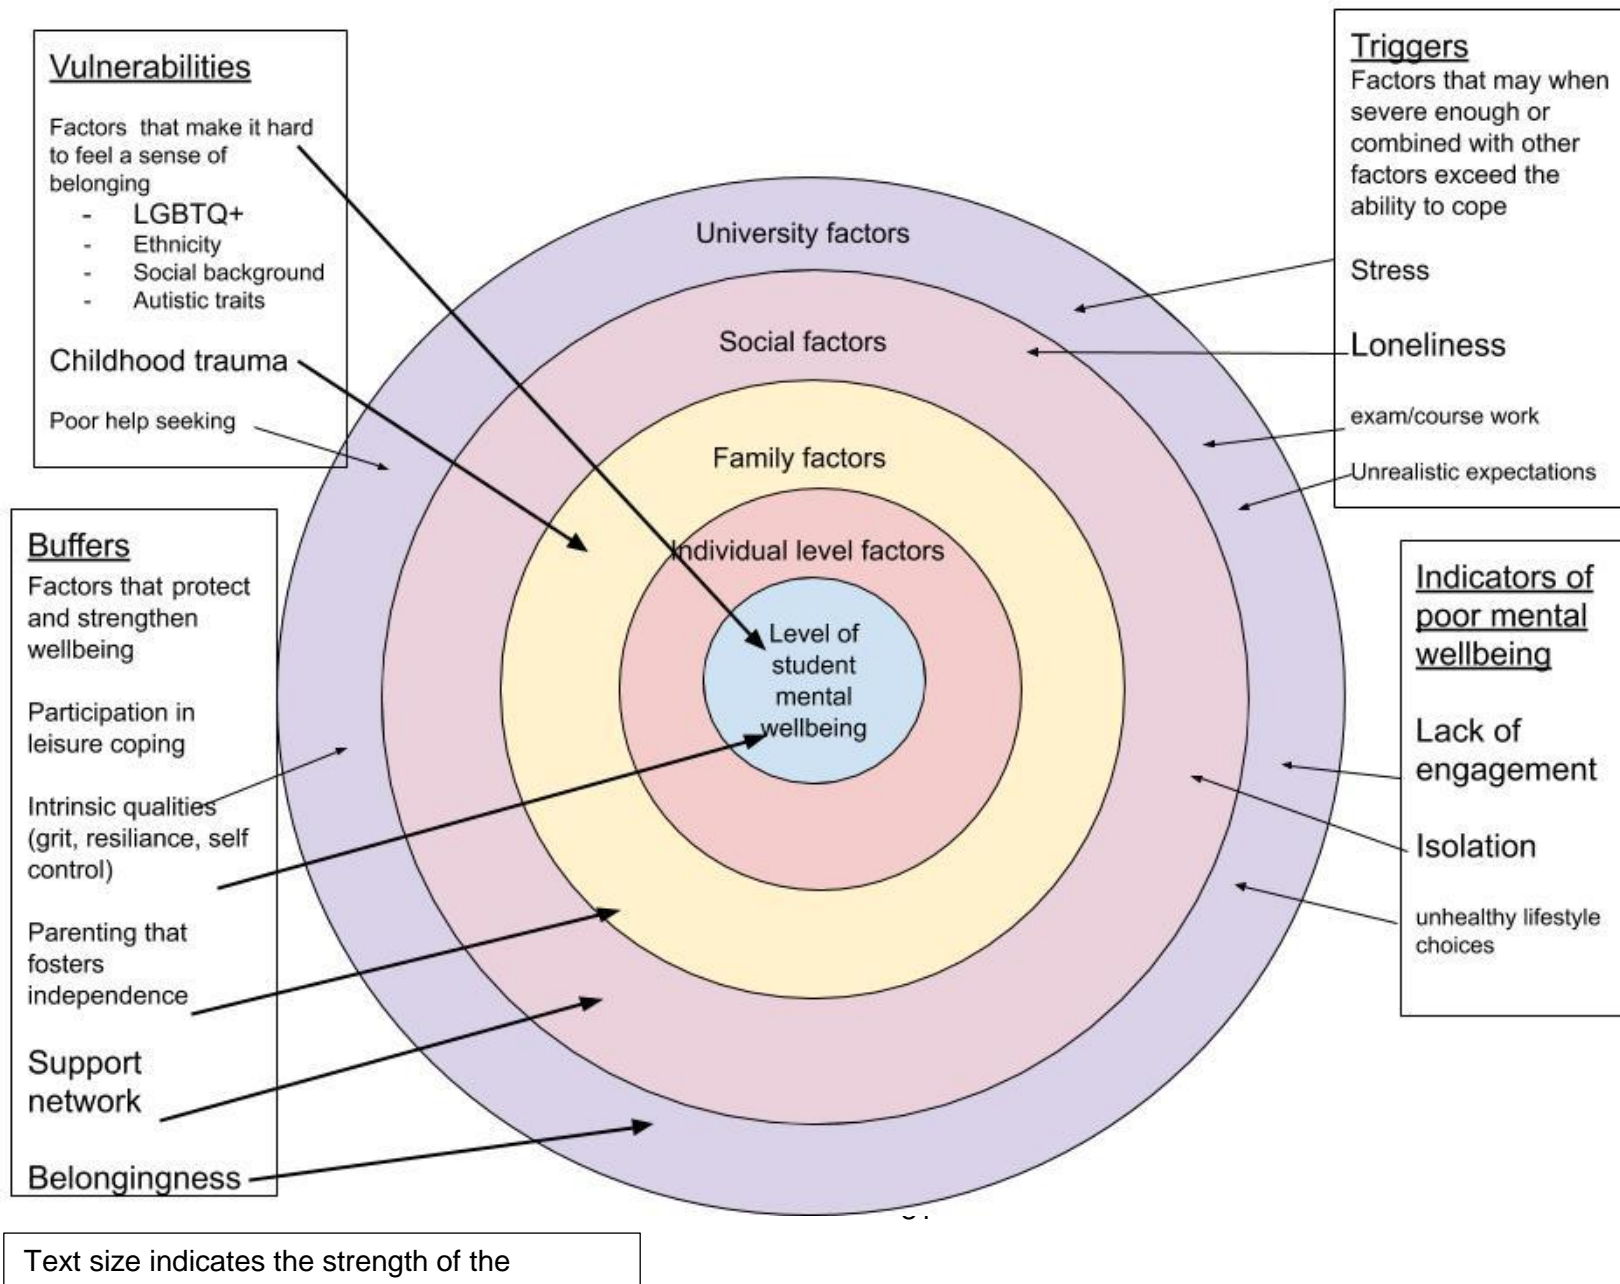 Vulnerabilities
Factors that make it hard
to feel a sense of
belonging
- LGBTQ+
- Ethnicity
- Social background
- Autistic traits
Childhood trauma
Poor help seeking
Buffers
Factors that protect
and strengthen
wellbeing
Participation in
leisure coping
Intrinsic qualities
(grit, resiliance, self
control)
Parenting that
fosters
independence
Support
network
Belongingness
University factors
Social factors
Family factors
Individual level factors
Level of
student
mental
wellbeing
Triggers
Factors that may when
severe enough or
combined with other
factors exceed the
ability to cope
Stress
Loneliness
exam/course work
Unrealistic expectations
Indicators of
poor mental
wellbeing
Lack of
engagement
Isolation
unhealthy lifestyle
choices
Text size indicates the strength of the